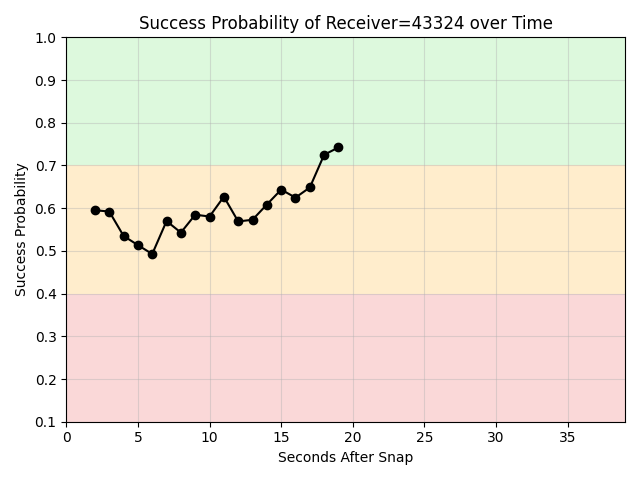 Success Probability of Receiver=43324 over Time
1.0
0.9
0.8
0.7
0.6
0.5
0.4
0.3
0.2
0.1
Success Probability
0 5 10 15 20 25 30 35
Seconds After Snap